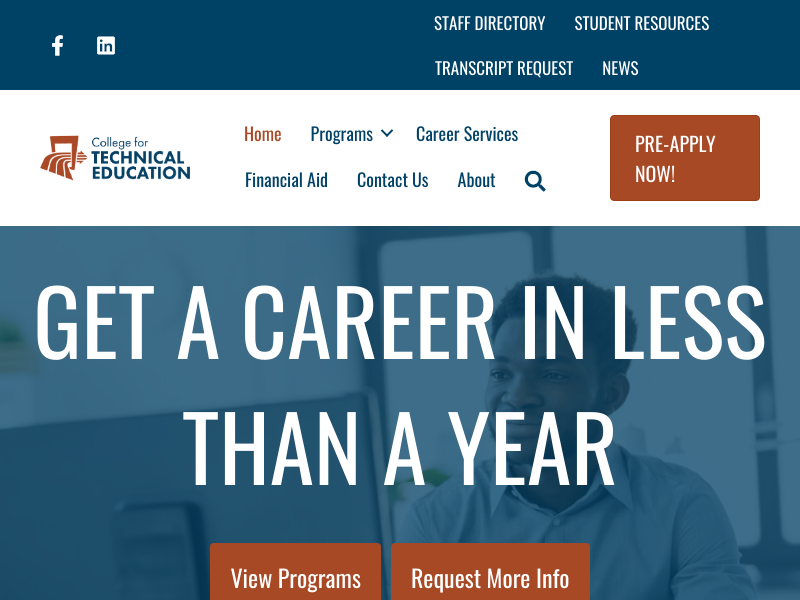 STAFF DIRECTORY STUDENT RESOURCES
TRANSCRIPT REQUEST NEWS
College for
TECHNICAL
EDUCATION
Home Programs Career Services
Financial Aid Contact Us About
PRE-APPLY
NOW!
GET A CAREER IN LESS
THAN A YEAR
View Programs Request More Info